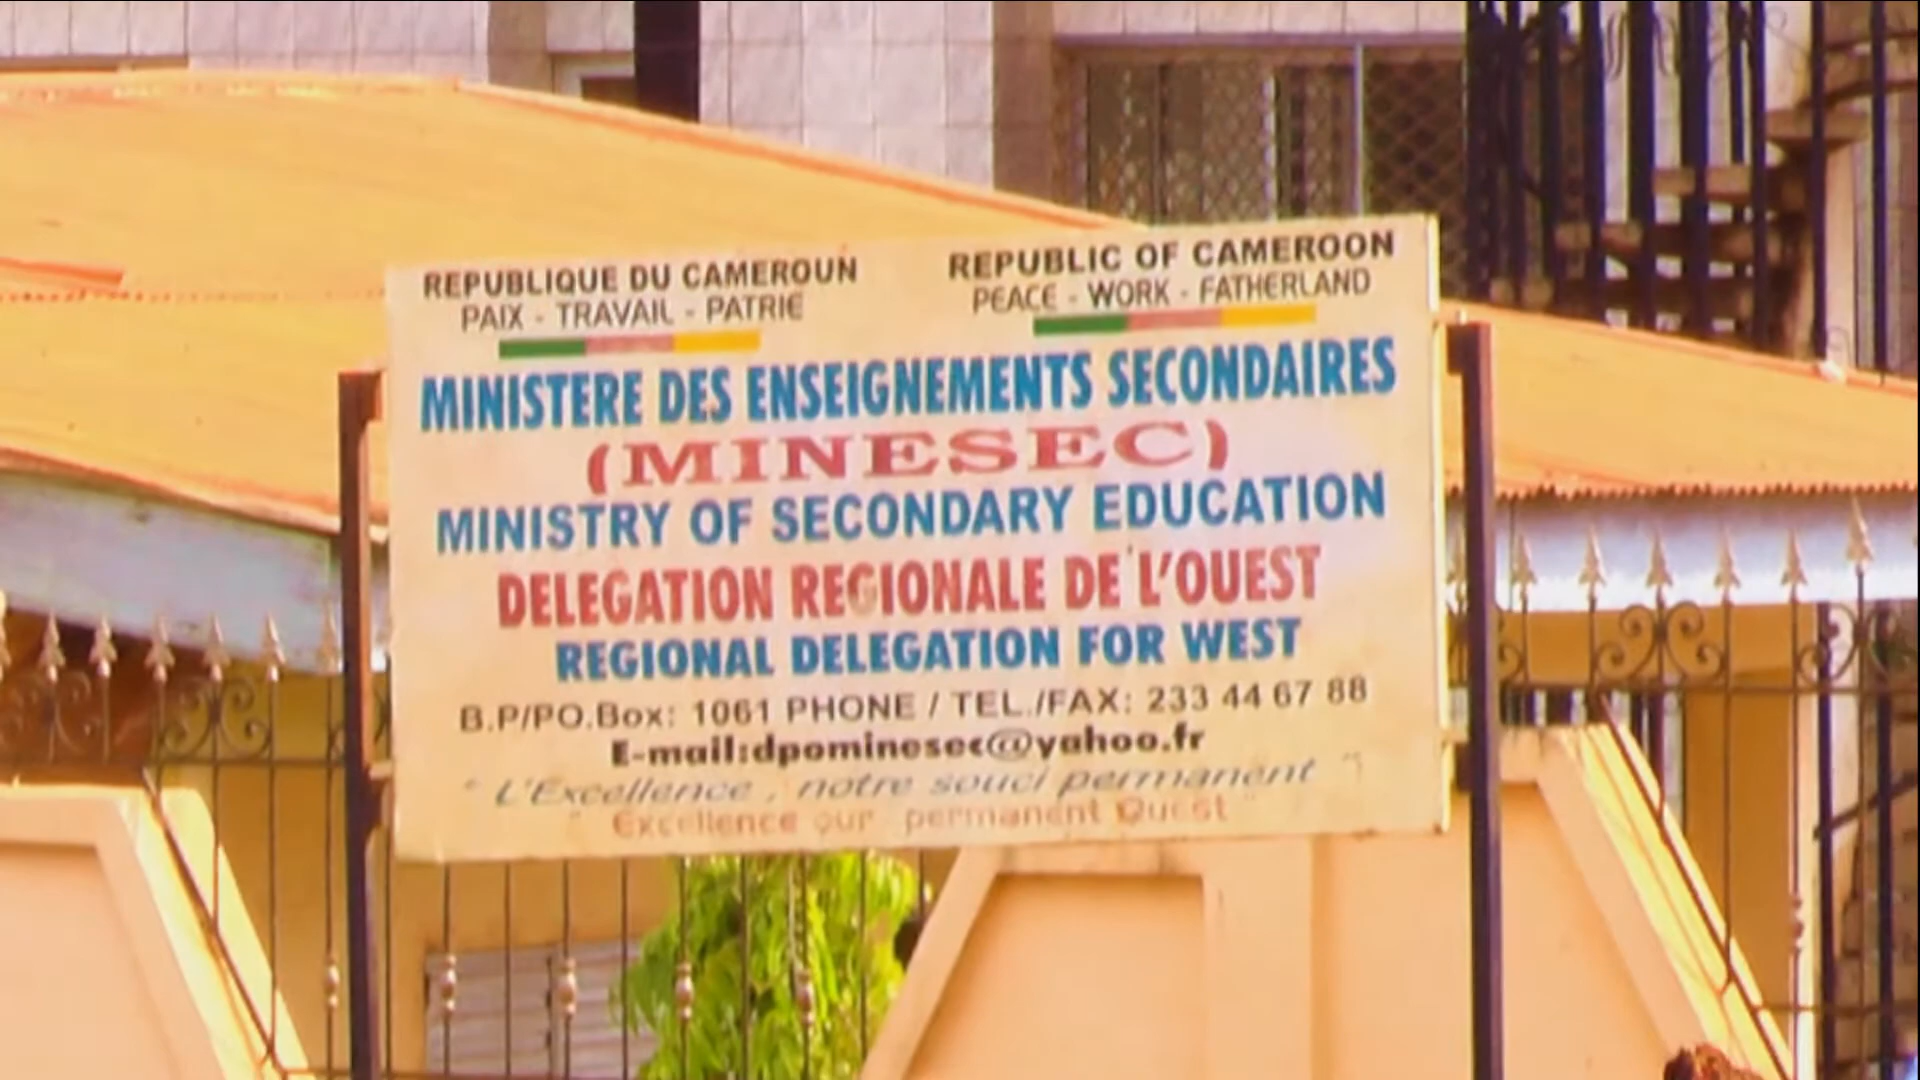 REPUBLIQUE DU CAMEROUN
PAIX - TRAVAIL - PATRIE
REPUBLIC OF CAMEROON
PEACE - WORK - FATHERLAND
MINISTERE DES ENSEIGNEMENTS SECONDAIRES
(MINESEC)
MINISTRY OF SECONDARY EDUCATION
DELEGATION REGIONALE DE L'OUEST
REGIONAL DELEGATION FOR WEST
B.P/PO.Box: 1061 PHONE / TEL./FAX: 233 44 67 88
E-mail:dpominesec@yahoo.fr
" L'Excellence , notre souci permanent "
" Excellence our permanent Quest "